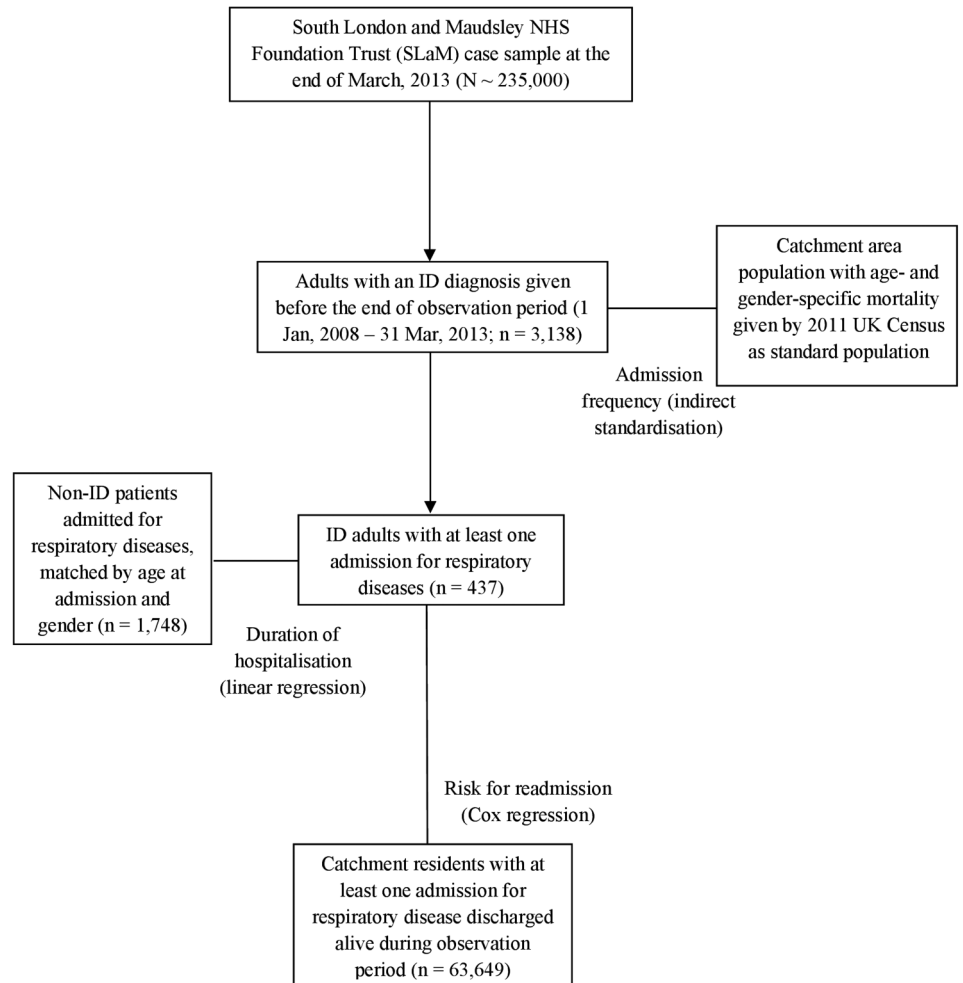 South London and Maudsley NHS
Foundation Trust (SLaM) case sample at the
end of March, 2013 (N ~ 235,000)
Adults with an ID diagnosis given
before the end of observation period (1
Jan, 2008 – 31 Mar, 2013; n = 3,138)
Catchment area
population with age- and
gender-specific mortality
given by 2011 UK Census
as standard population
Admission
frequency (indirect
standardisation)
Non-ID patients
admitted for
respiratory diseases,
matched by age at
admission and
gender (n = 1,748)
ID adults with at least one
admission for respiratory
diseases (n = 437)
Duration of
hospitalisation
(linear regression)
Risk for readmission
(Cox regression)
Catchment residents with at
least one admission for
respiratory disease discharged
alive during observation
period (n = 63,649)